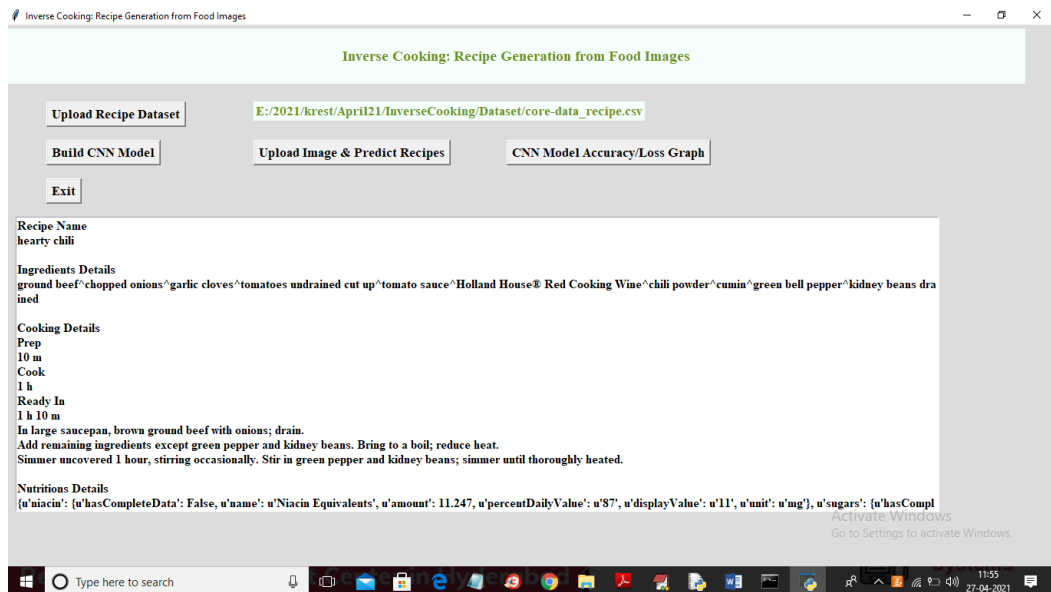 Inverse Cooking: Recipe Generation from Food Images
Inverse Cooking: Recipe Generation from Food Images
Upload Recipe Dataset
E:/2021/krest/April21/InverseCooking/Dataset/core-data_recipe.csv
Build CNN Model
Upload Image & Predict Recipes
CNN Model Accuracy/Loss Graph
Exit
Recipe Name
hearty chili
Ingredients Details
ground beef^chopped onions^garlic cloves^tomatoes undrained cut up^tomato sauce^Holland House® Red Cooking Wine^chili powder^cumin^green bell pepper^kidney beans dra
ined
Cooking Details
Prep
10 m
Cook
1 h
Ready In
1 h 10 m
In large saucepan, brown ground beef with onions; drain.
Add remaining ingredients except green pepper and kidney beans. Bring to a boil; reduce heat.
Simmer uncovered 1 hour, stirring occasionally. Stir in green pepper and kidney beans; simmer until thoroughly heated.
Nutritions Details
{u'niacin': {u'hasCompleteData': False, u'name': u'Niacin Equivalents', u'amount': 11.247, u'percentDailyValue': u'87', u'displayValue': u'11', u'unit': u'mg'}, u'sugars': {u'hasCompl
Activate Windows
Go to Settings to activate Windows.
Type here to search
11:55
27-04-2021